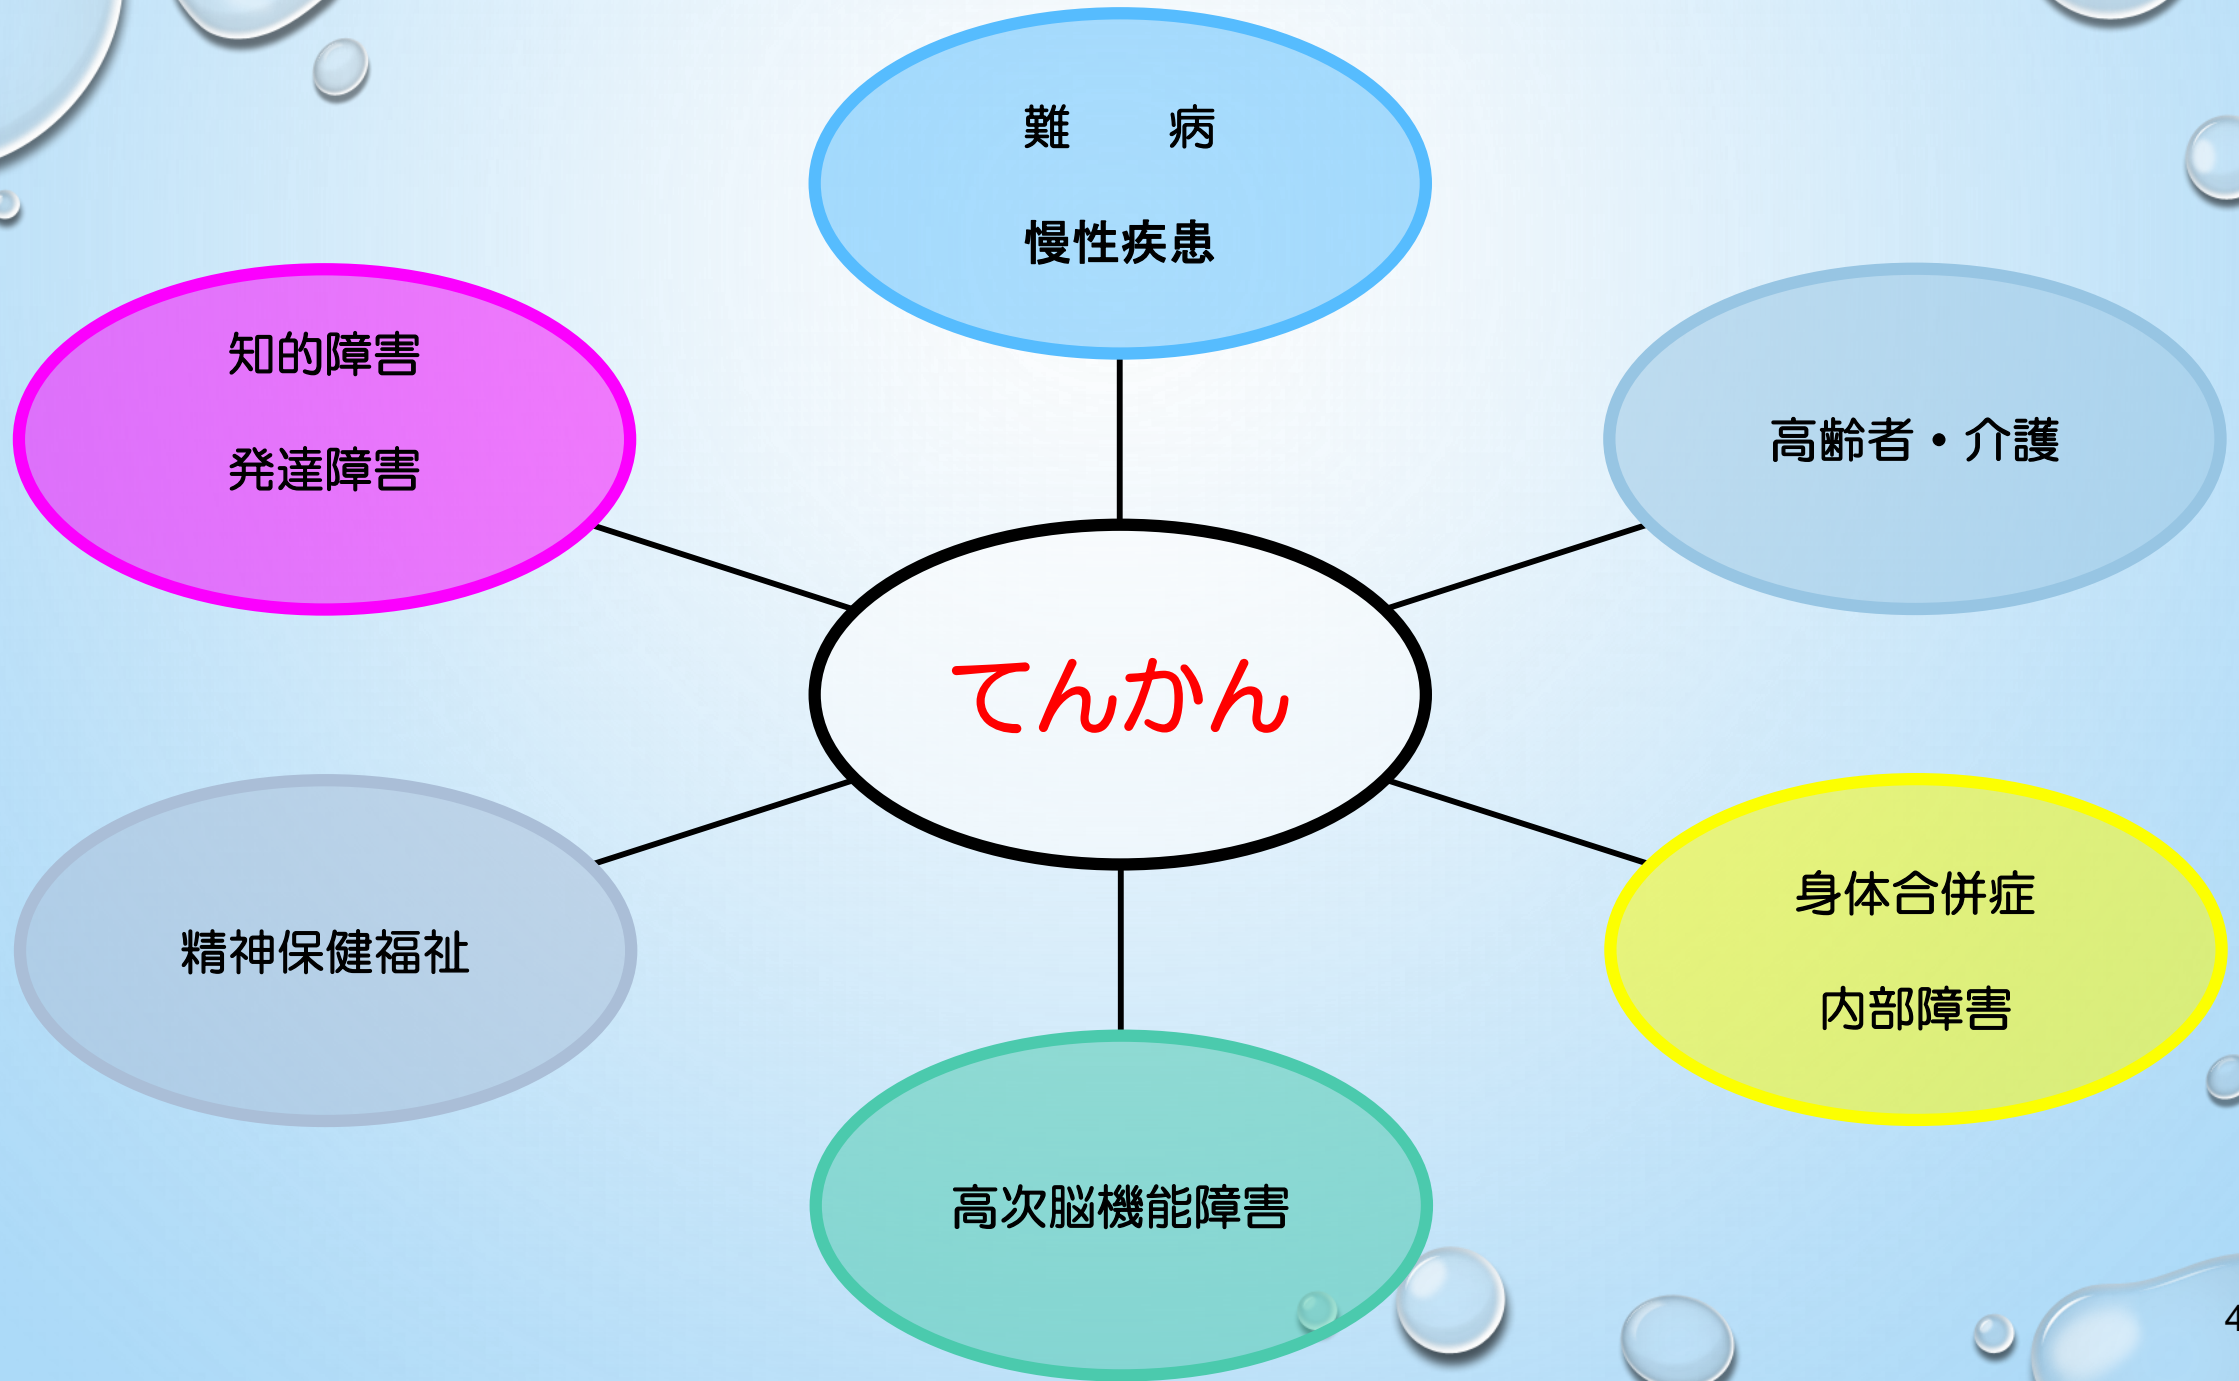 難　　病
慢性疾患
知的障害
発達障害
高齢者・介護
てんかん
精神保健福祉
身体合併症
内部障害
高次脳機能障害
4